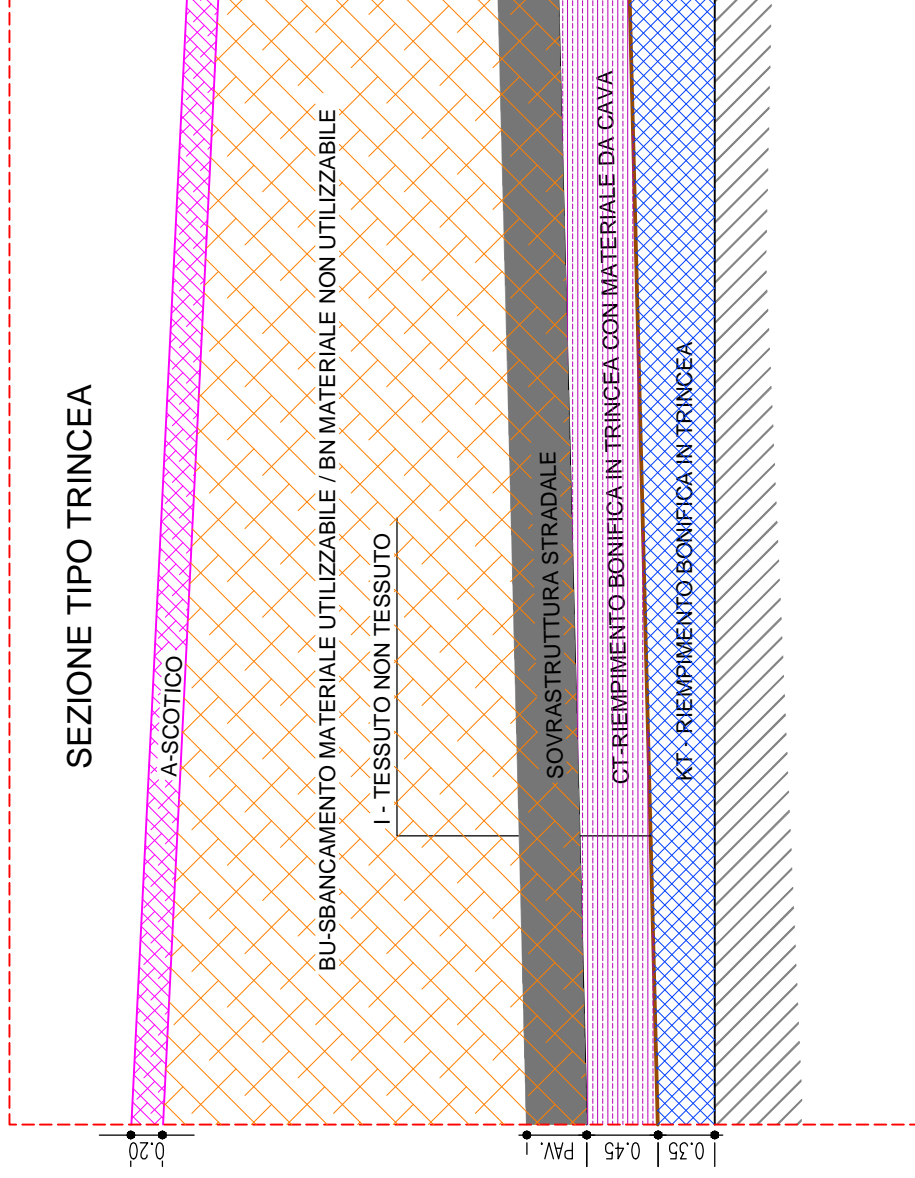 SEZIONE TIPO TRINCEA
A-SCOTICO
BU-SBANCAMENTO MATERIALE UTILIZZABILE / BN MATERIALE NON UTILIZZABILE
I - TESSUTO NON TESSUTO
SOVRASTRUTTURA STRADALE
CT-RIEMPIMENTO BONIFICA IN TRINCEA CON MATERIALE DA CAVA
KT - RIEMPIMENTO BONIFICA IN TRINCEA
0.20
PAV.
0.45
0.35